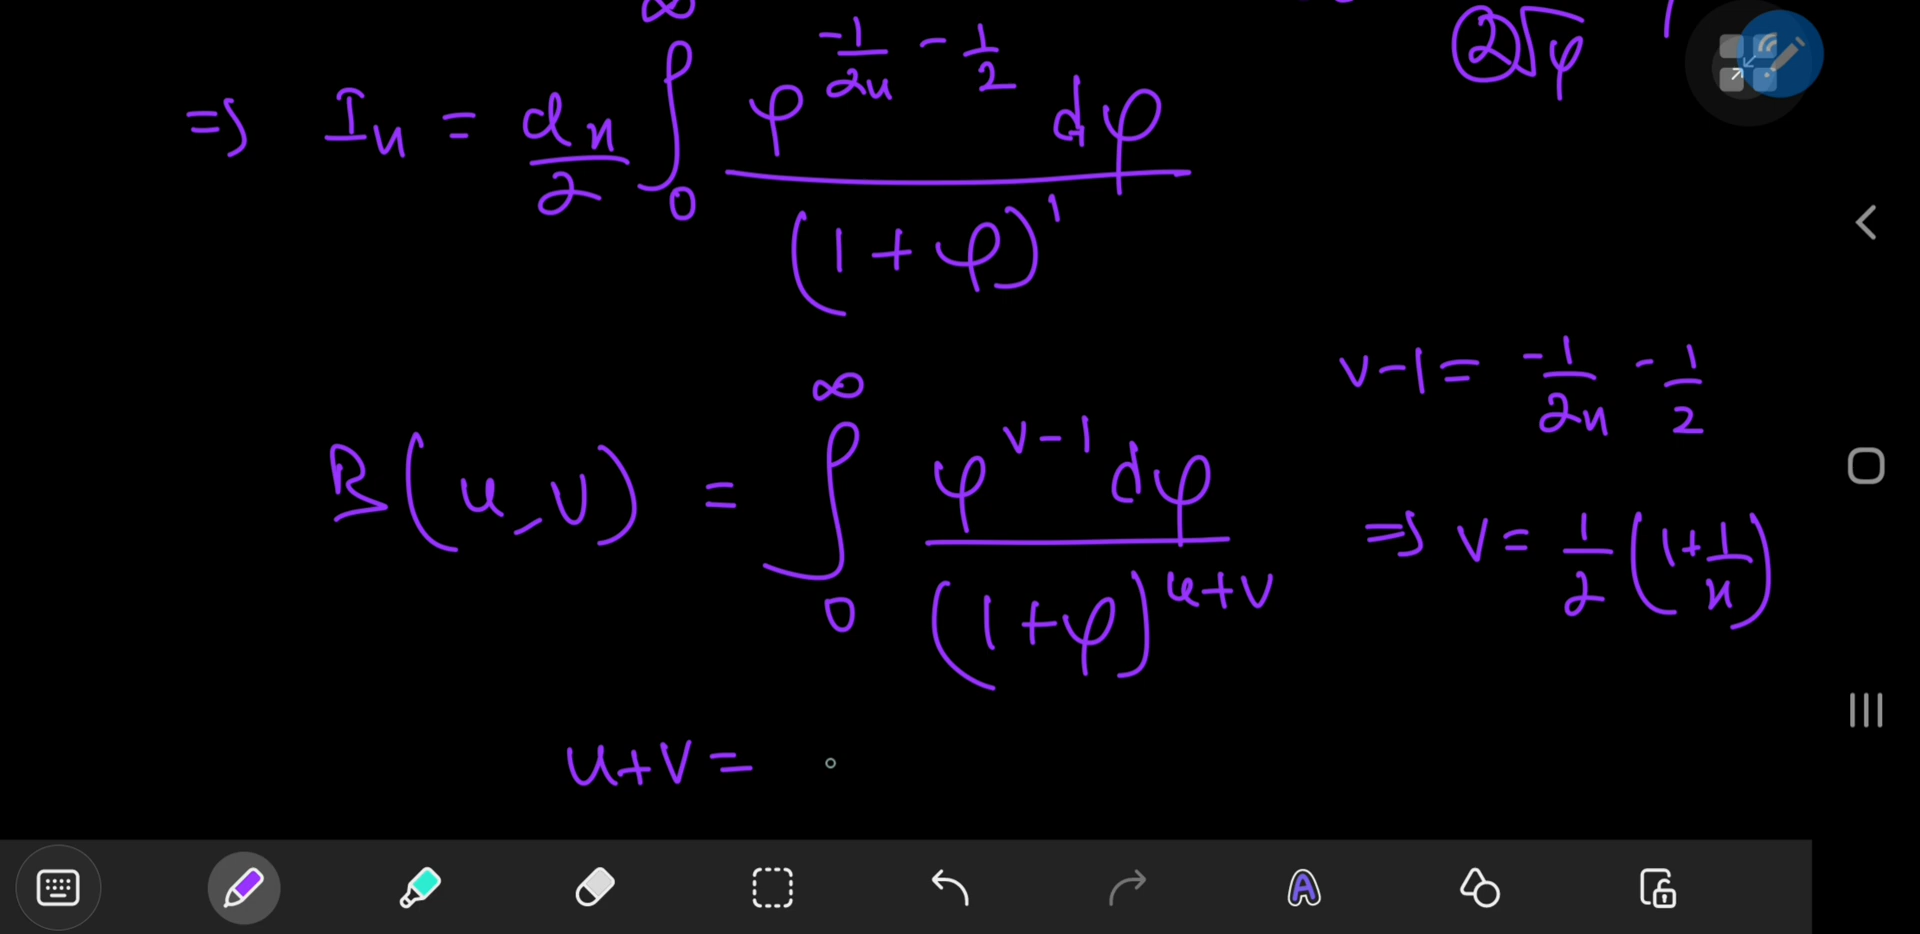 ∞
② √φ
=> I_n = α_n/2 ∫_0^∞ φ^(-1/2n - 1/2) dφ / (1 + φ)^1
v-1 = -1/2n - 1/2
B(u, v) = ∫_0^∞ φ^(v-1) dφ / (1+φ)^(u+v)
=> v = 1/2 (1 + 1/n)
u+v =